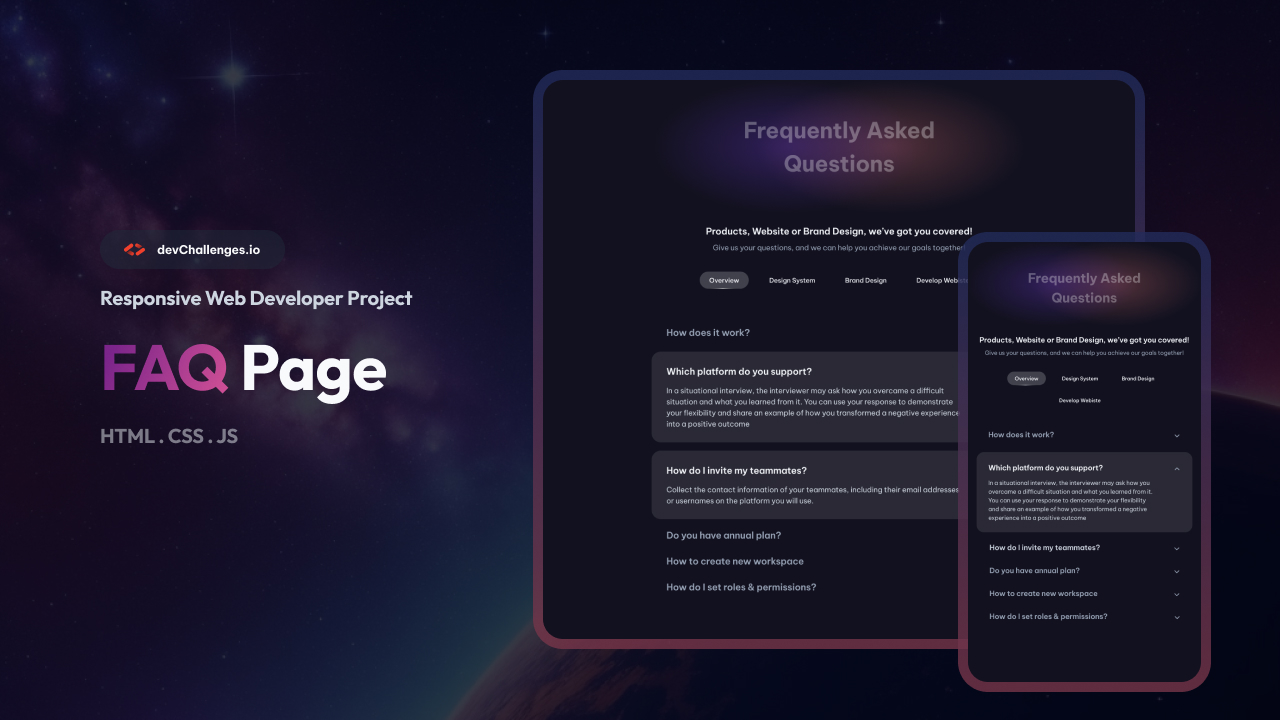 devChallenges.io
Responsive Web Developer Project
FAQ Page
HTML . CSS . JS
Frequently Asked
Questions
Products, Website or Brand Design, we've got you covered!
Give us your questions, and we can help you achieve our goals together
Overview
Design System
Brand Design
Develop
How does it work?
Which platform do you support?
In a situational interview, the interviewer may ask how you overcame a difficult
situation and what you learned from it. You can use your response to demonstrate
your flexibility and share an example of how you transformed a negative experience
into a positive outcome
How do I invite my teammates?
Collect the contact information of your teammates, including their email addresses
or usernames on the platform you will use.
Do you have annual plan?
How to create new workspace
How do I set roles & permissions?
Frequently Asked
Questions
Products, Website or Brand Design, we've got you covered!
Give us your questions, and we can help you achieve our goals together!
Overview
Design System
Brand Design
Develop Webiste
How does it work?
Which platform do you support?
In a situational interview, the interviewer may ask how you
overcame a difficult situation and what you learned from it.
You can use your response to demonstrate your flexibility
and share an example of how you transformed a negative
experience into a positive outcome
How do I invite my teammates?
Do you have annual plan?
How to create new workspace
How do I set roles & permissions?